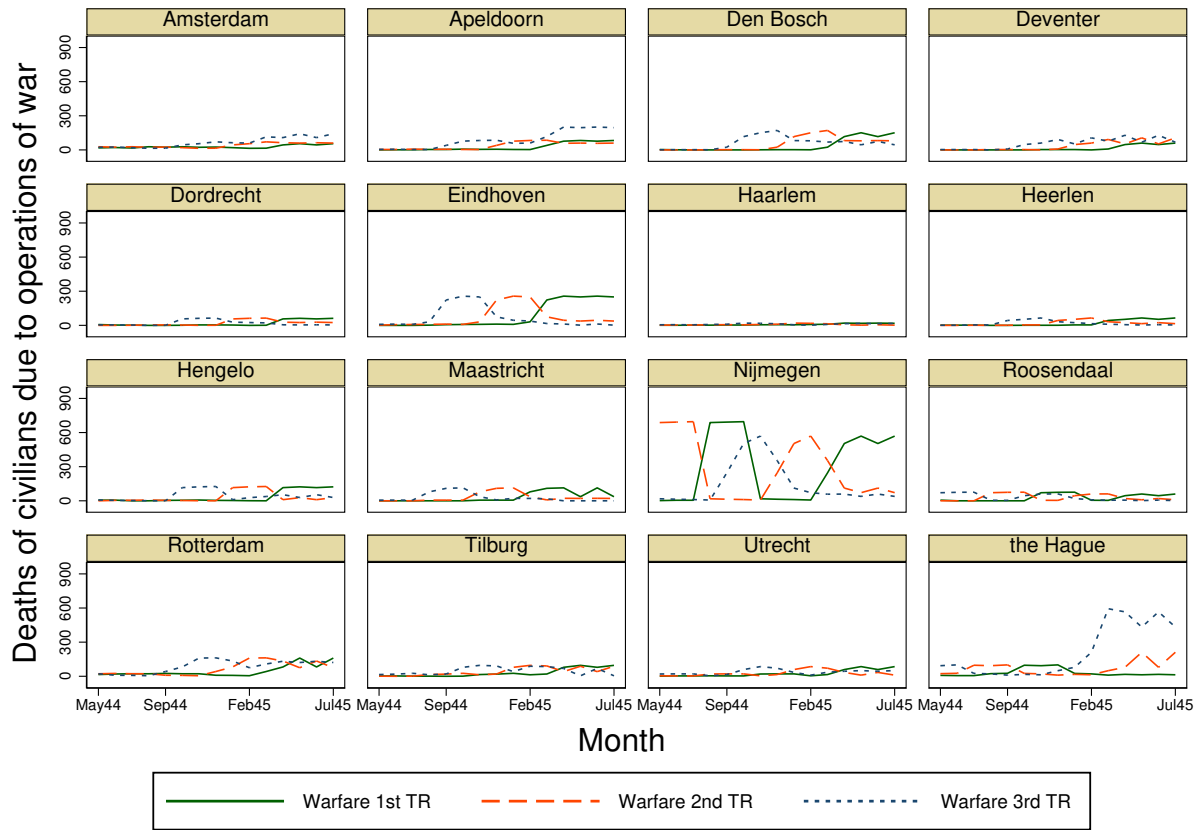 Amsterdam
Apeldoorn
Den Bosch
Deventer
900
600
300
0
Dordrecht
Eindhoven
Haarlem
Heerlen
900
600
300
0
Hengelo
Maastricht
Nijmegen
Roosendaal
900
600
300
0
Rotterdam
Tilburg
Utrecht
the Hague
900
600
300
0
May44 Sep44 Feb45 Jul45
May44 Sep44 Feb45 Jul45
May44 Sep44 Feb45 Jul45
May44 Sep44 Feb45 Jul45
Deaths of civilians due to operations of war
Month
Warfare 1st TR
Warfare 2nd TR
Warfare 3rd TR